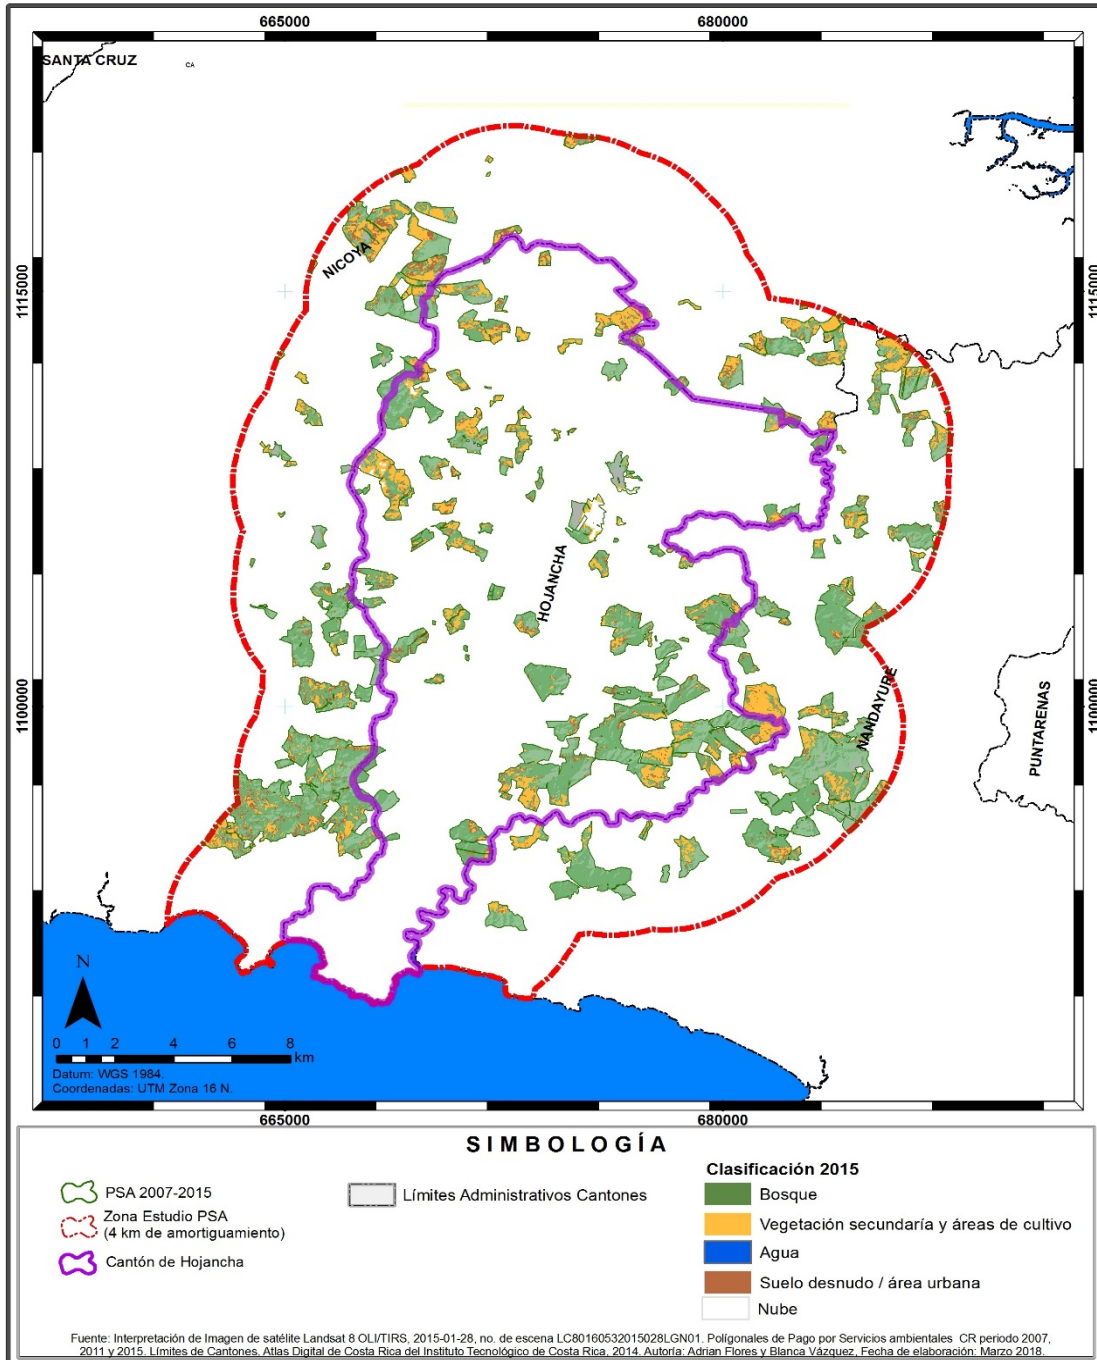 665000
680000
SANTA CRUZ
CA
NICOYA
1115000
1115000
HOJANCHA
1100000
1100000
NANDAYURE
PUNTARENAS
N
0 1 2 4 6 8
km
Datum: WGS 1984.
Coordenadas: UTM Zona 16 N.
665000
680000
SIMBOLOGÍA
PSA 2007-2015
Zona Estudio PSA
(4 km de amortiguamiento)
Cantón de Hojancha
Límites Administrativos Cantones
Clasificación 2015
Bosque
Vegetación secundaría y áreas de cultivo
Agua
Suelo desnudo / área urbana
Nube
Fuente: Interpretación de Imagen de satélite Landsat 8 OLI/TIRS, 2015-01-28, no. de escena LC80160532015028LGN01. Políгonales de Pago por Servicios ambientales CR periodo 2007,
2011 y 2015. Límites de Cantones, Atlas Digital de Costa Rica del Instituto Tecnológico de Costa Rica, 2014. Autoría: Adrian Flores y Blanca Vázquez, Fecha de elaboración: Marzo 2018.